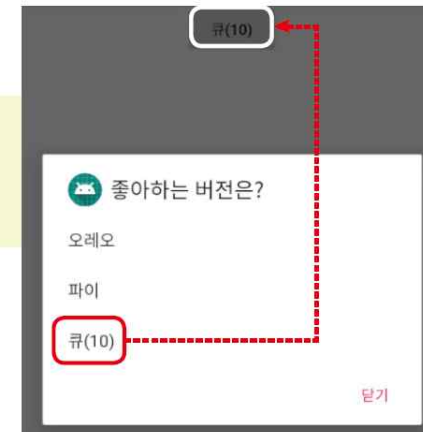 큐(10)
좋아하는 버전은?
오레오
파이
큐(10)
닫기